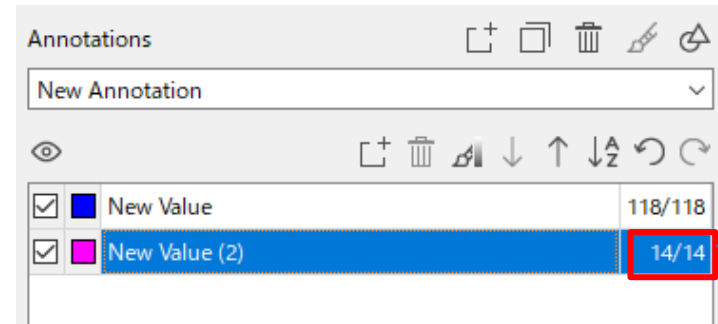 Annotations
New Annotation
New Value 118/118
New Value (2) 14/14